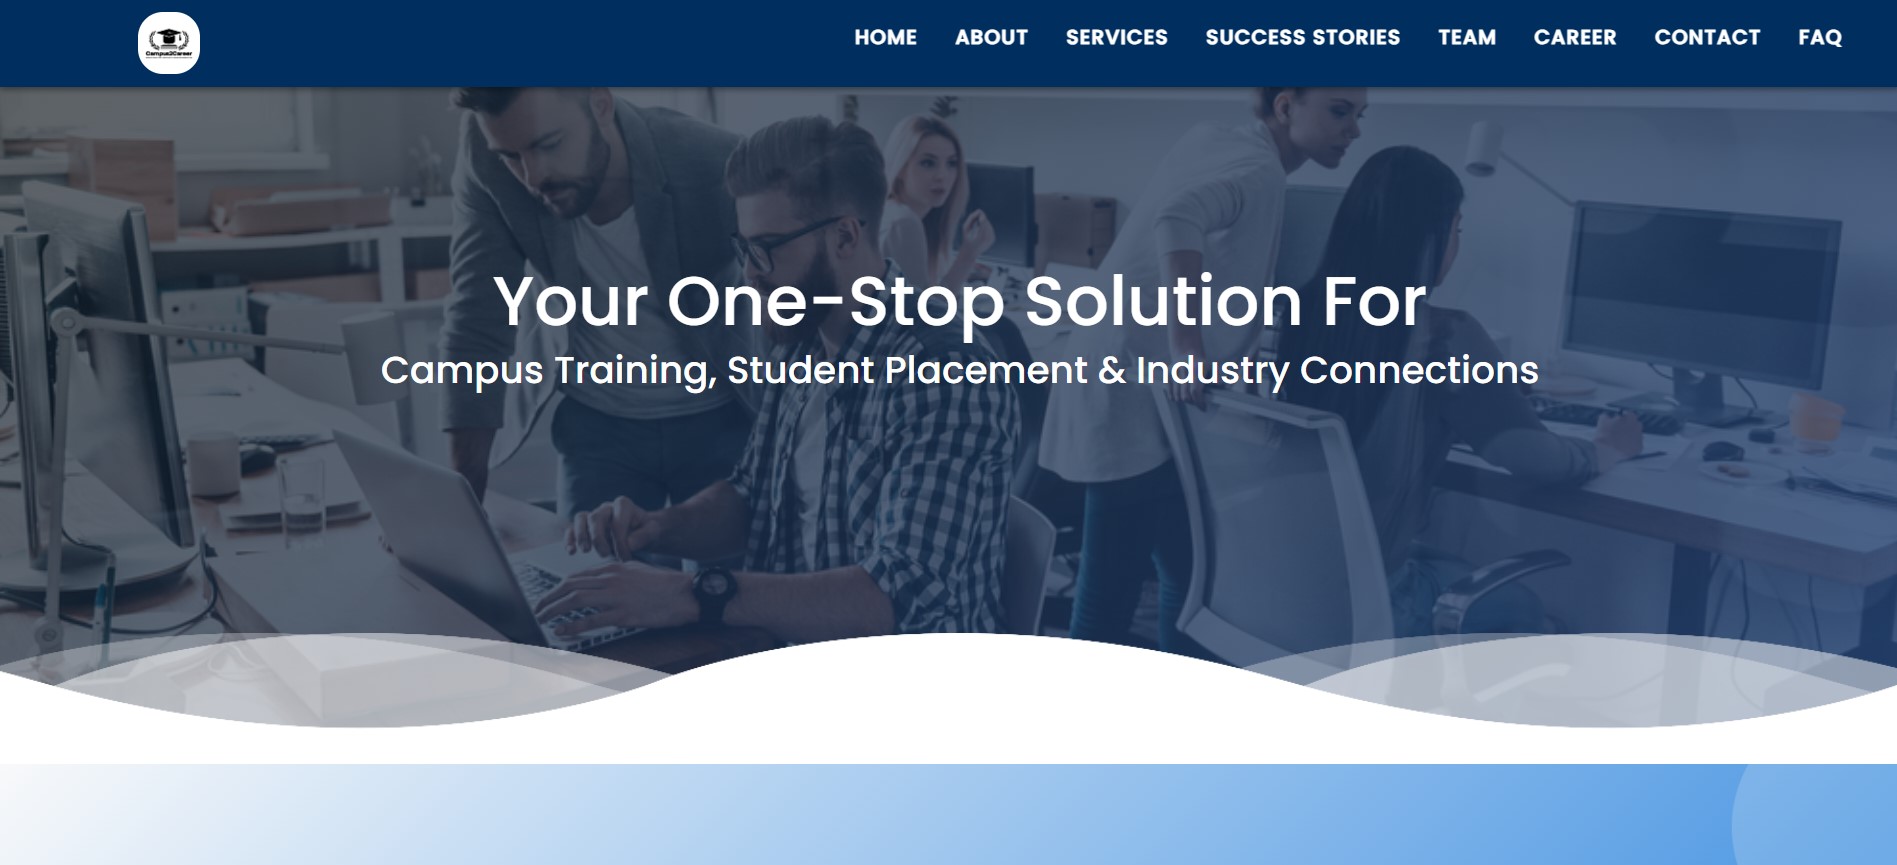 Campus2Career
HOME ABOUT SERVICES SUCCESS STORIES TEAM CAREER CONTACT FAQ
Your One-Stop Solution For
Campus Training, Student Placement & Industry Connections